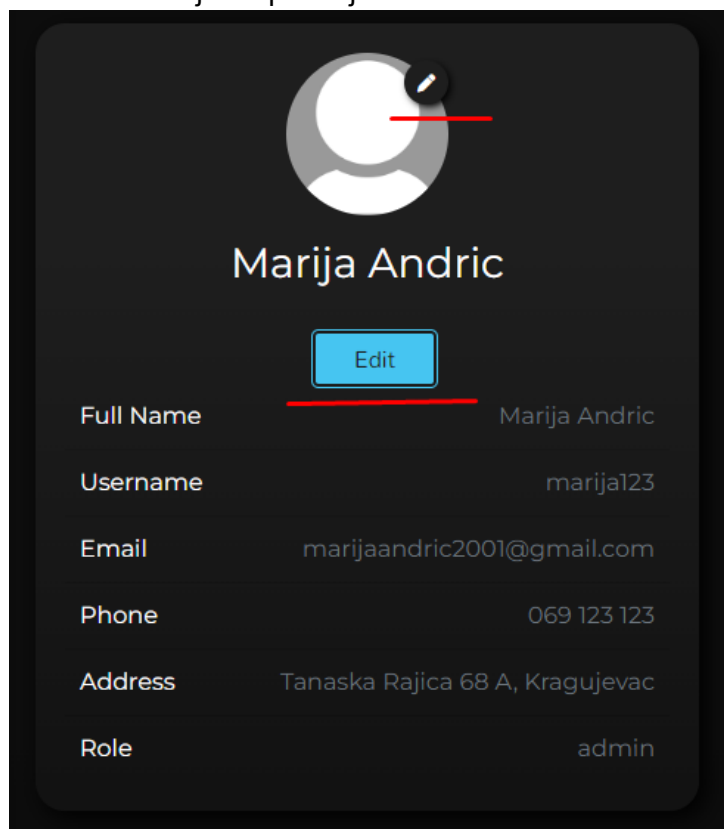 Marija Andric
Edit
Full Name Marija Andric
Username marija123
Email marijaandric2001@gmail.com
Phone 069 123 123
Address Tanaska Rajica 68 A, Kragujevac
Role admin